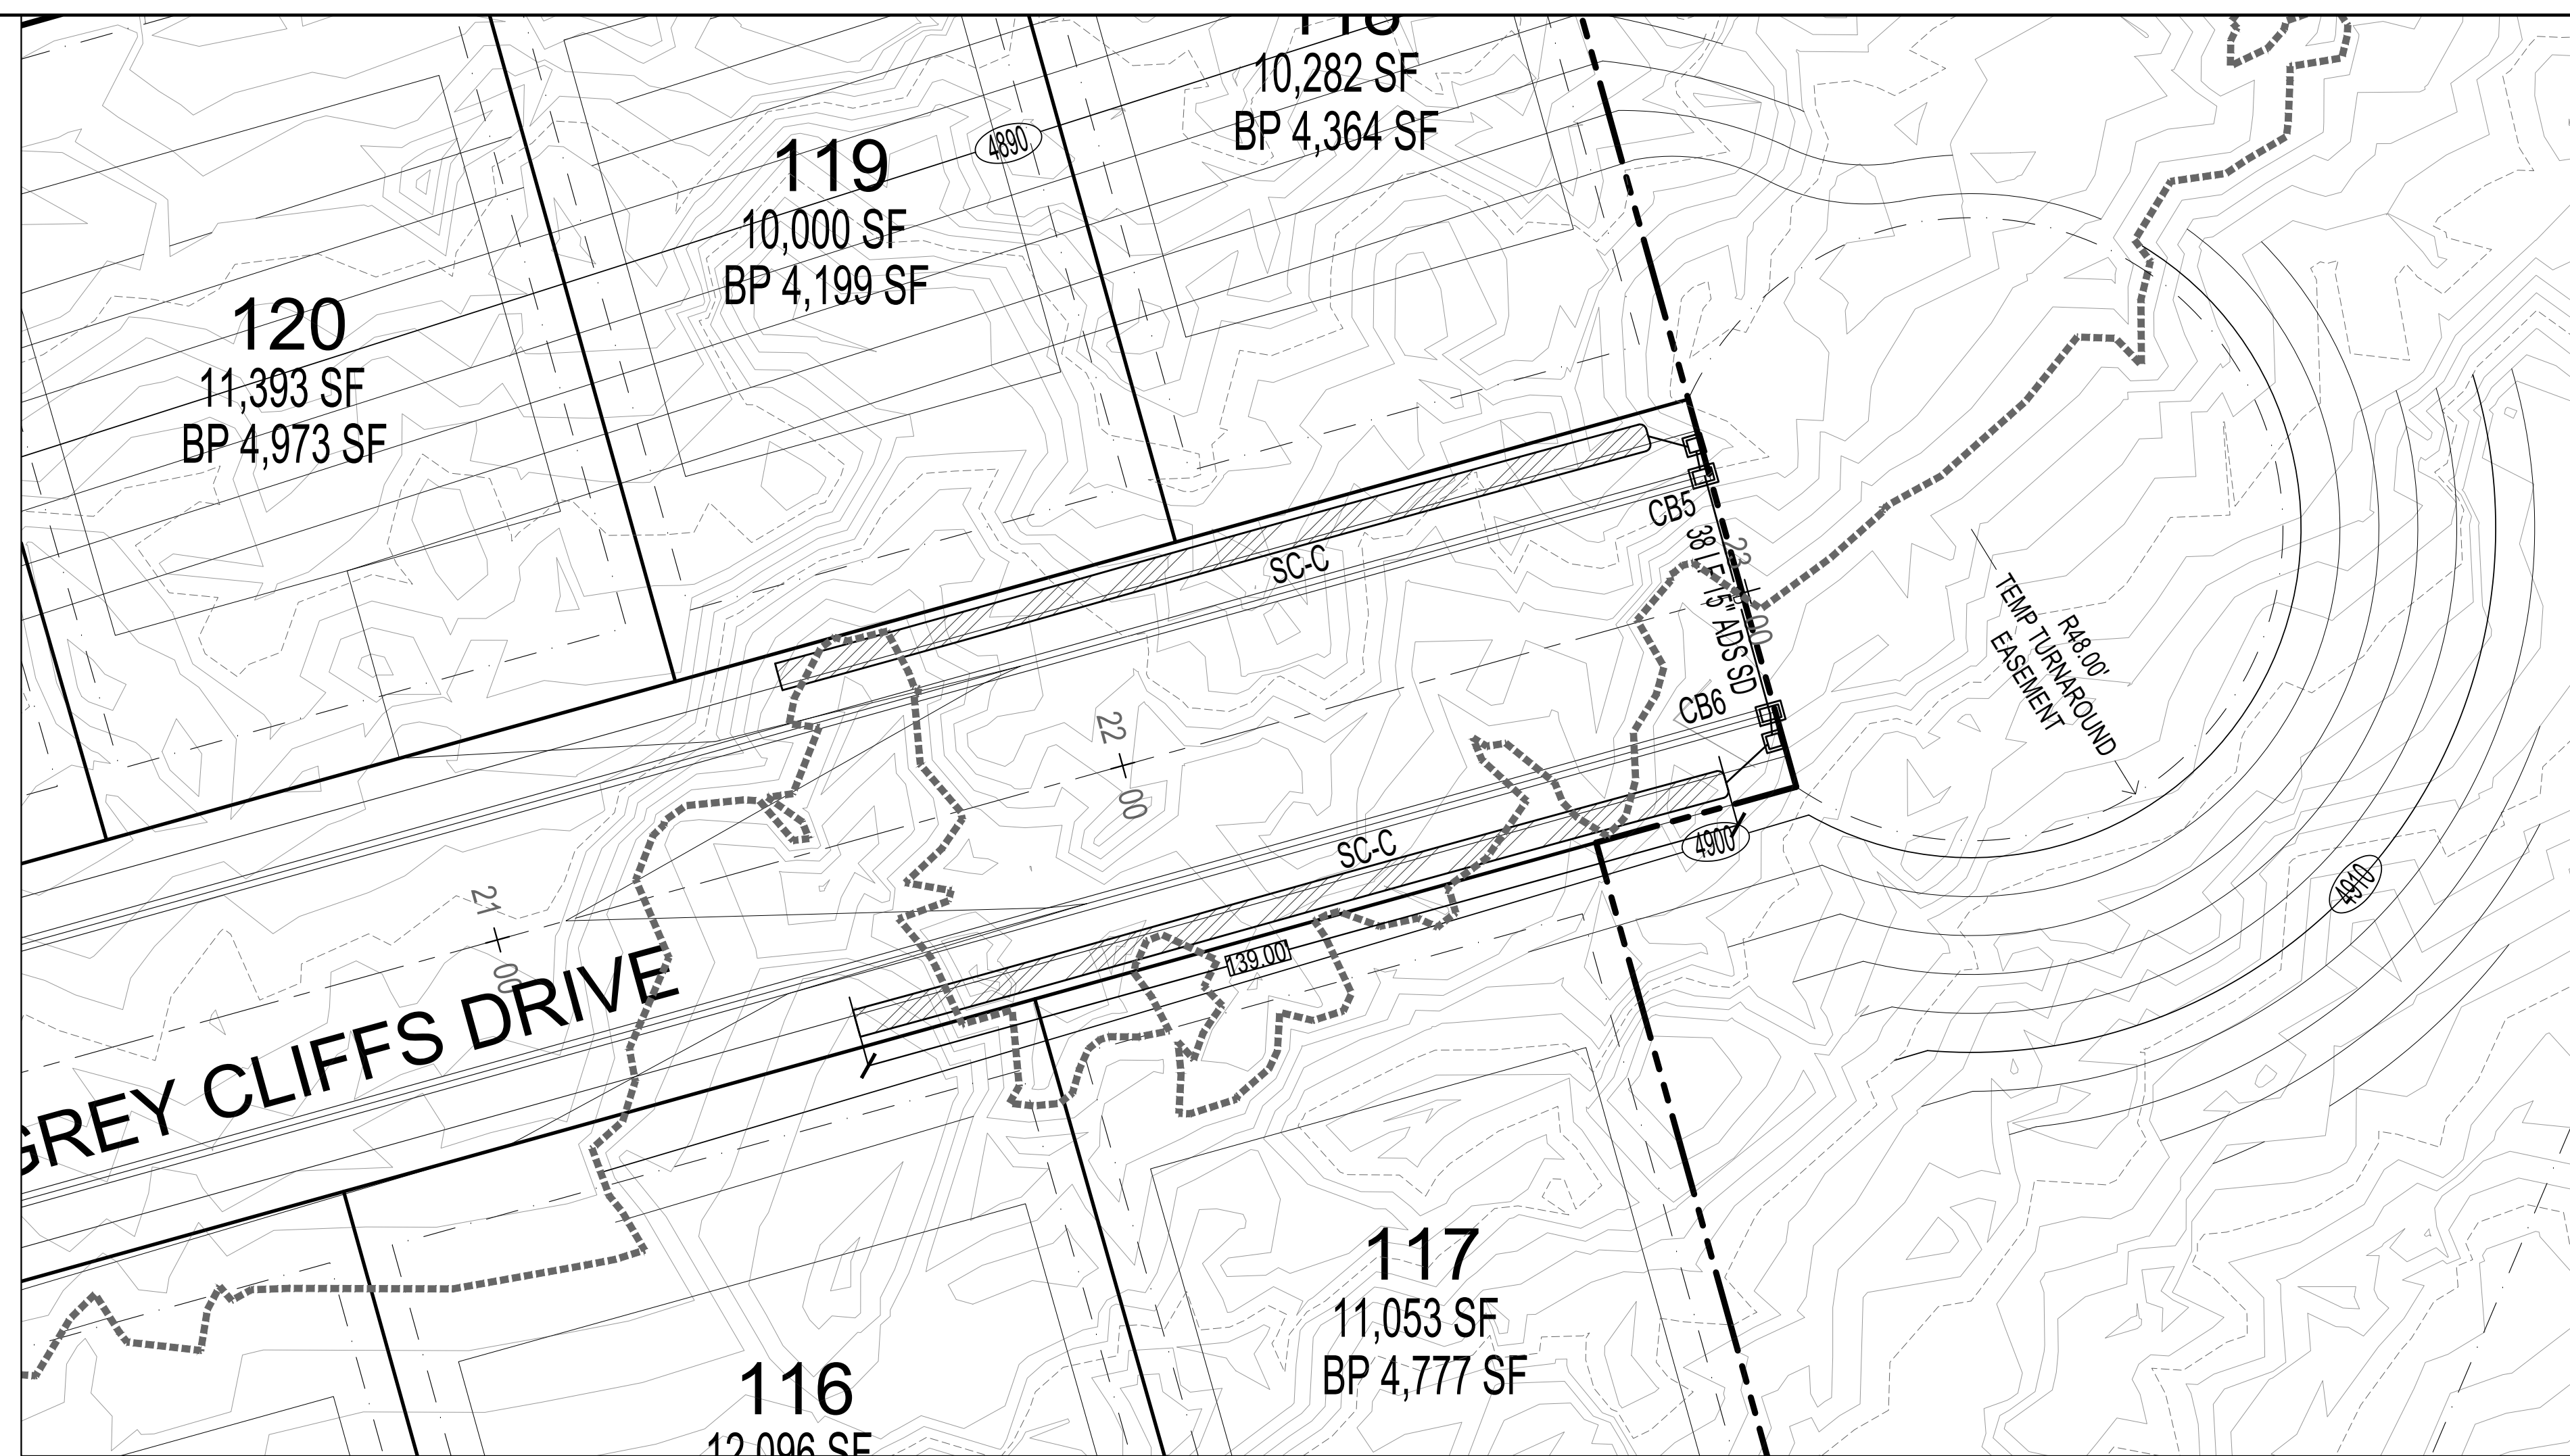 10,282 SF
BP 4,364 SF
4890
119
10,000 SF
BP 4,199 SF
120
11,393 SF
BP 4,973 SF
CB5
SC-C
38 LF 15" ADS SD
23
00
R48.00'
TEMP TURNAROUND
EASEMENT
CB6
22
00
SC-C
4900
4910
21
00
139.00
GREY CLIFFS DRIVE
117
11,053 SF
BP 4,777 SF
116
12,096 SF